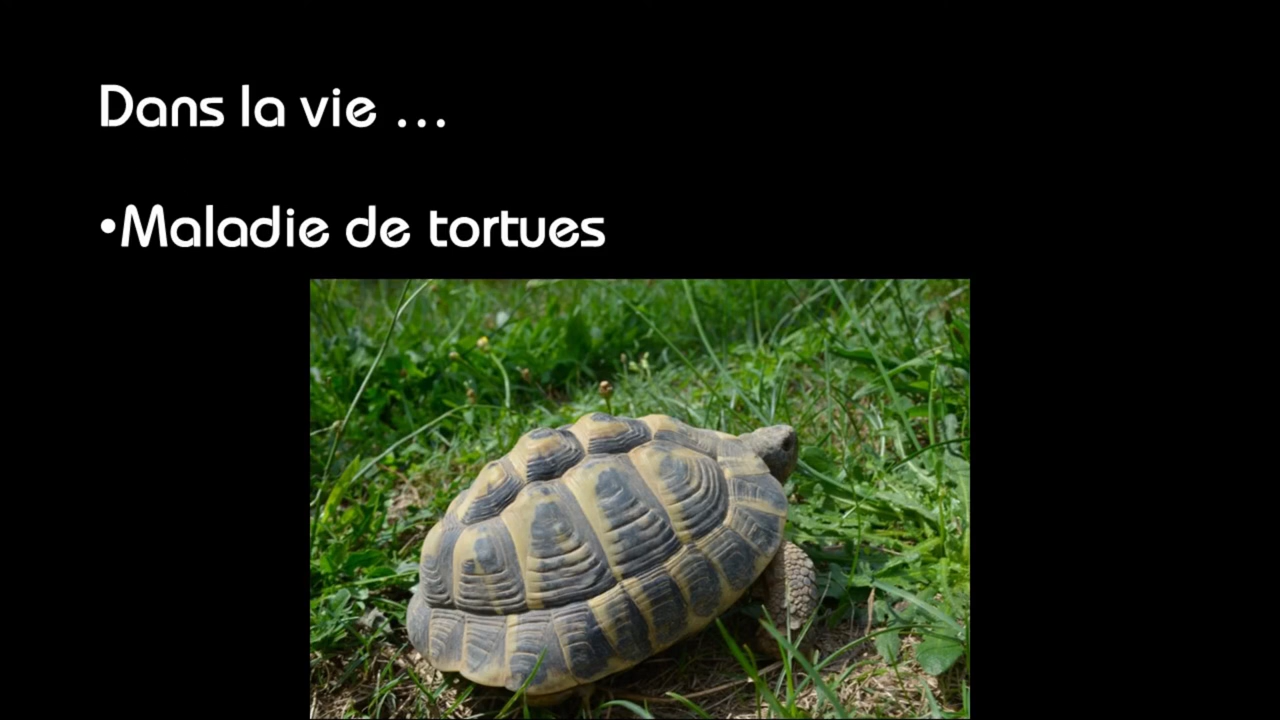 Dans la vie ...
•Maladie de tortues